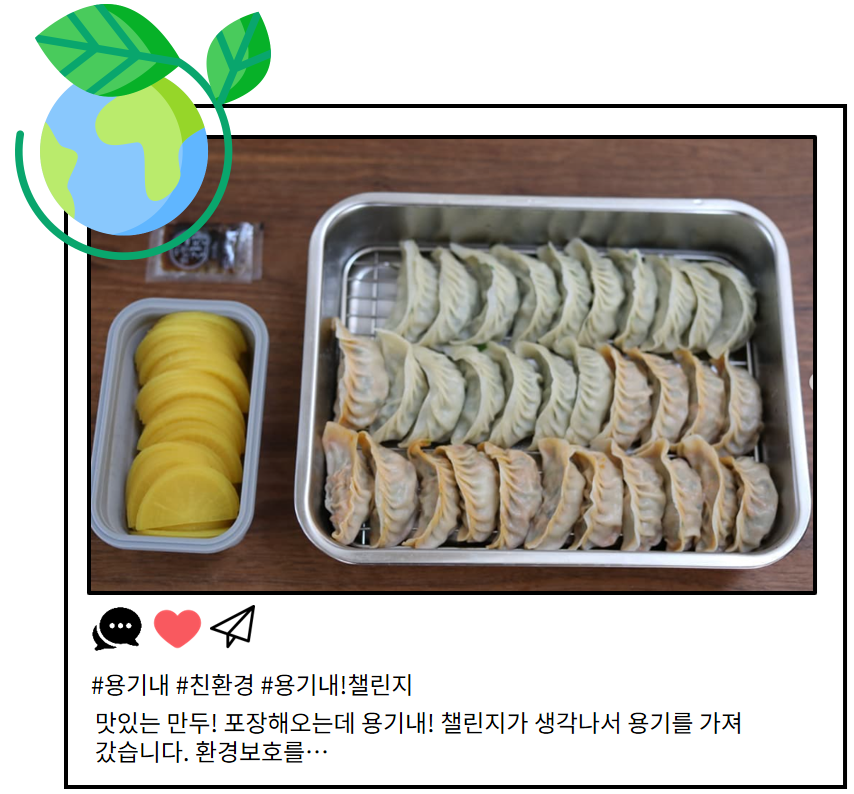 #용기내 #친환경 #용기내!챌린지
맛있는 만두! 포장해오는데 용기내! 챌린지가 생각나서 용기를 가져
갔습니다. 환경보호를…